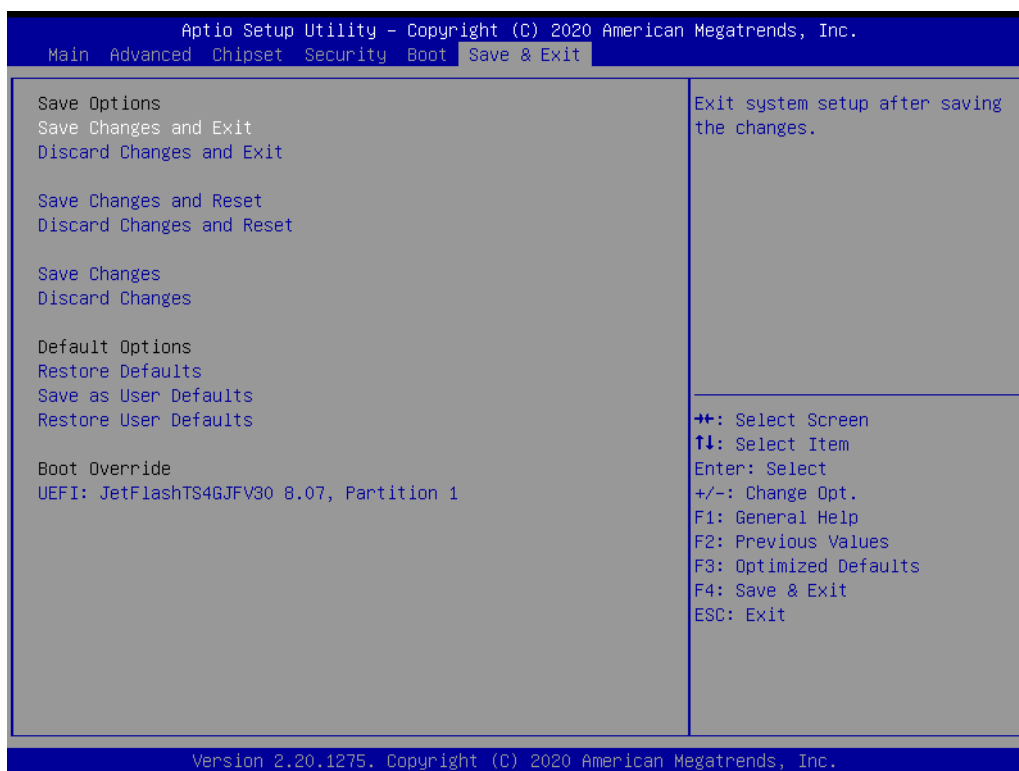 Aptio Setup Utility – Copyright (C) 2020 American Megatrends, Inc.
Main Advanced Chipset Security Boot Save & Exit
Save Options
Save Changes and Exit
Discard Changes and Exit
Save Changes and Reset
Discard Changes and Reset
Save Changes
Discard Changes
Default Options
Restore Defaults
Save as User Defaults
Restore User Defaults
Boot Override
UEFI: JetFlashTS4GJFV30 8.07, Partition 1
Exit system setup after saving
the changes.
→←: Select Screen
↑↓: Select Item
Enter: Select
+/-: Change Opt.
F1: General Help
F2: Previous Values
F3: Optimized Defaults
F4: Save & Exit
ESC: Exit
Version 2.20.1275. Copyright (C) 2020 American Megatrends, Inc.